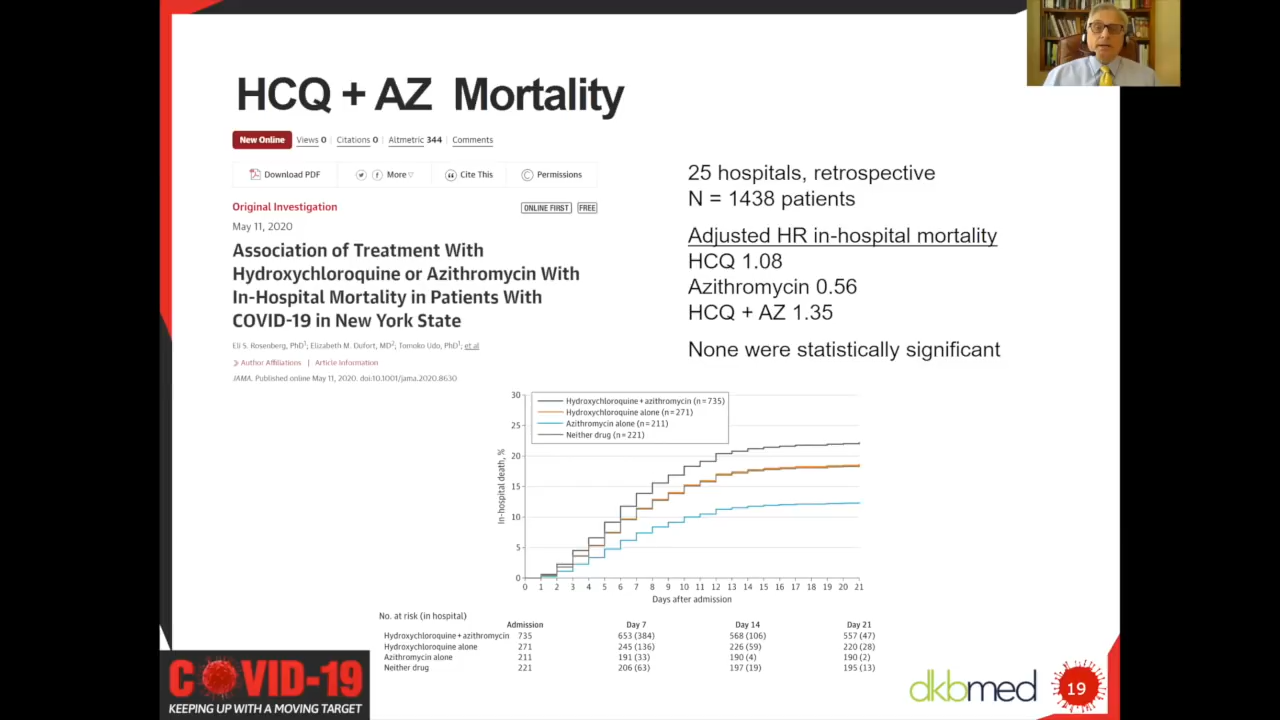 HCQ + AZ Mortality
New Online Views 0 Citations 0 Altmetric 344 Comments
Download PDF More Cite This Permissions
Original Investigation ONLINE FIRST FREE
May 11, 2020
Association of Treatment With
Hydroxychloroquine or Azithromycin With
In-Hospital Mortality in Patients With
COVID-19 in New York State
Eli S. Rosenberg, PhD1; Elizabeth M. Dufort, MD2; Tomoko Udo, PhD1; et al
Author Affiliations | Article Information
JAMA. Published online May 11, 2020. doi:10.1001/jama.2020.8630
25 hospitals, retrospective
N = 1438 patients
Adjusted HR in-hospital mortality
HCQ 1.08
Azithromycin 0.56
HCQ + AZ 1.35
None were statistically significant
Hydroxychloroquine + azithromycin (n = 735)
Hydroxychloroquine alone (n = 271)
Azithromycin alone (n = 211)
Neither drug (n = 221)
In-hospital death, %
30
25
20
15
10
5
0
0 1 2 3 4 5 6 7 8 9 10 11 12 13 14 15 16 17 18 19 20 21
Days after admission
No. at risk (in hospital)
Admission Day 7 Day 14 Day 21
Hydroxychloroquine + azithromycin 735 653 (384) 568 (106) 557 (47)
Hydroxychloroquine alone 271 245 (136) 226 (59) 220 (28)
Azithromycin alone 211 191 (33) 190 (4) 190 (2)
Neither drug 221 206 (63) 197 (19) 195 (13)
COVID-19
KEEPING UP WITH A MOVING TARGET
dkbmed
19